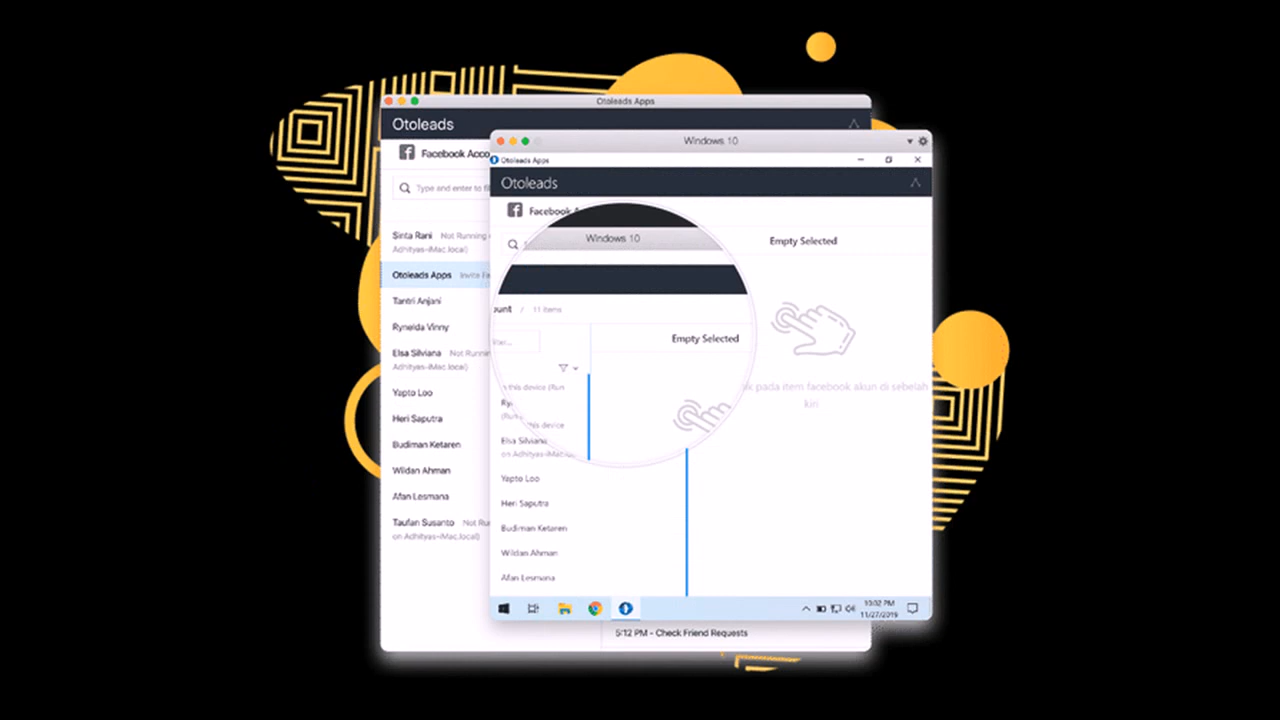 Otoleads Apps
Otoleads
Facebook Acco
Type and enter to fi
Sinta Rani Not Running
Adhityas-iMac.local)
Otoleads Apps Invite Fa
Tantri Anjani
Rynelda Vinny
Elsa Silviana Not Runnin
Adhityas-iMac.local)
Yapto Loo
Heri Saputra
Budiman Ketaren
Wildan Ahman
Afan Lesmana
Taufan Susanto Not Ru
on Adhityas-iMac.local)
5:12 PM - Check Friend Requests
Windows 10
Otoleads Apps
Otoleads
Facebook
Empty Selected
pada item facebook akun di sebelah
kiri
Windows 10
ount / 11 items
Empty Selected
this device (Run
Ry
this device
Elsa Silviana
on Adhityas-iMac
Yapto Loo
Heri Saputra
Budiman Ketaren
Wildan Ahman
Afan Lesmana
10:02 PM
11/27/2019